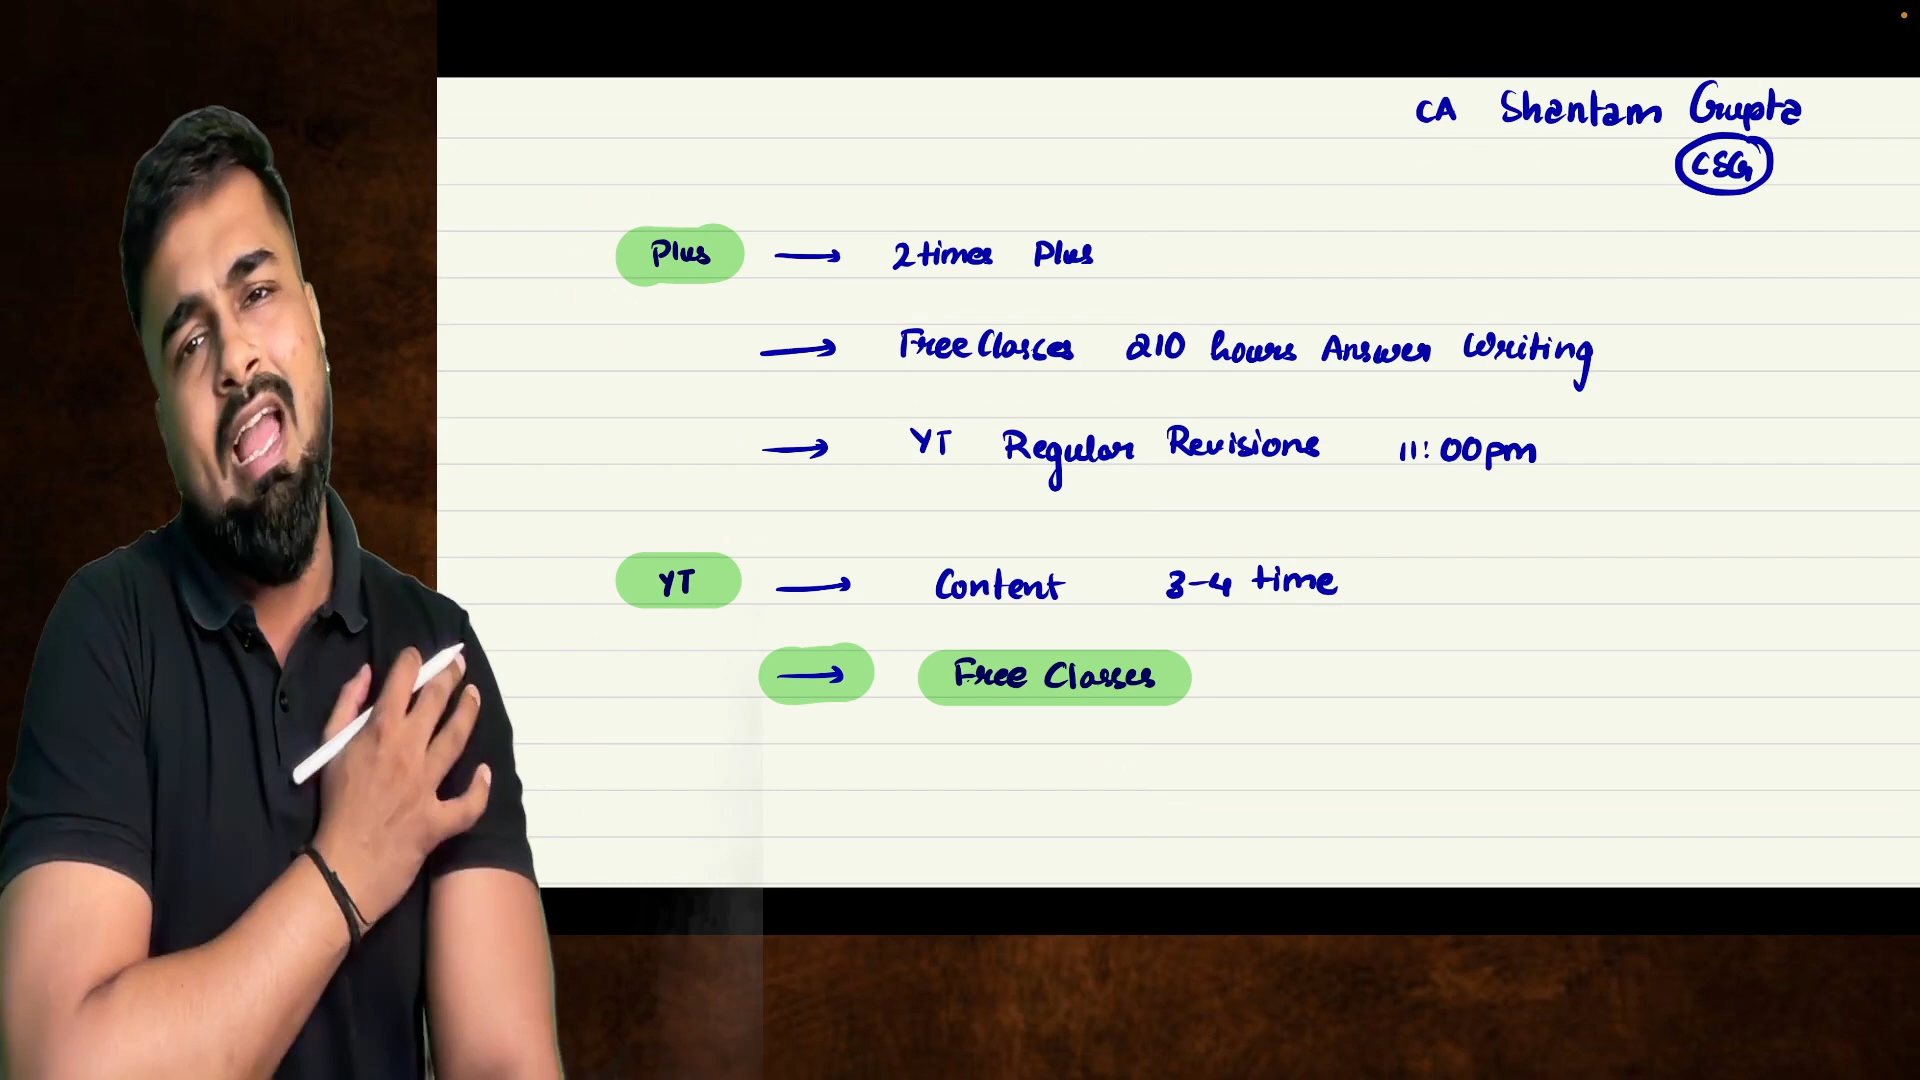 CA Shantam Gupta
CSG
Plus → 2 times Plus
→ Free Classes 210 hours Answer Writing
→ YT Regular Revisions 11:00pm
YT → Content 3-4 time
→ Free Classes